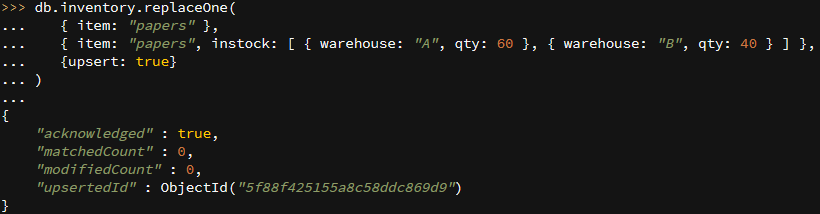 >>> db.inventory.replaceOne(
...    { item: "papers" },
...    { item: "papers", instock: [ { warehouse: "A", qty: 60 }, { warehouse: "B", qty: 40 } ] },
...    {upsert: true}
... )
...
{
    "acknowledged" : true,
    "matchedCount" : 0,
    "modifiedCount" : 0,
    "upsertedId" : ObjectId("5f88f425155a8c58ddc869d9")
}